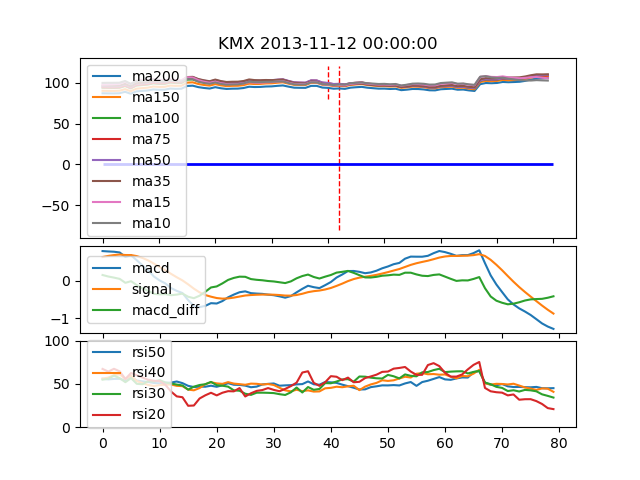 KMX 2013-11-12 00:00:00
100
50
0
−50
ma200
ma150
ma100
ma75
ma50
ma35
ma15
ma10
0
−1
macd
signal
macd_diff
100
50
0
rsi50
rsi40
rsi30
rsi20
0 10 20 30 40 50 60 70 80